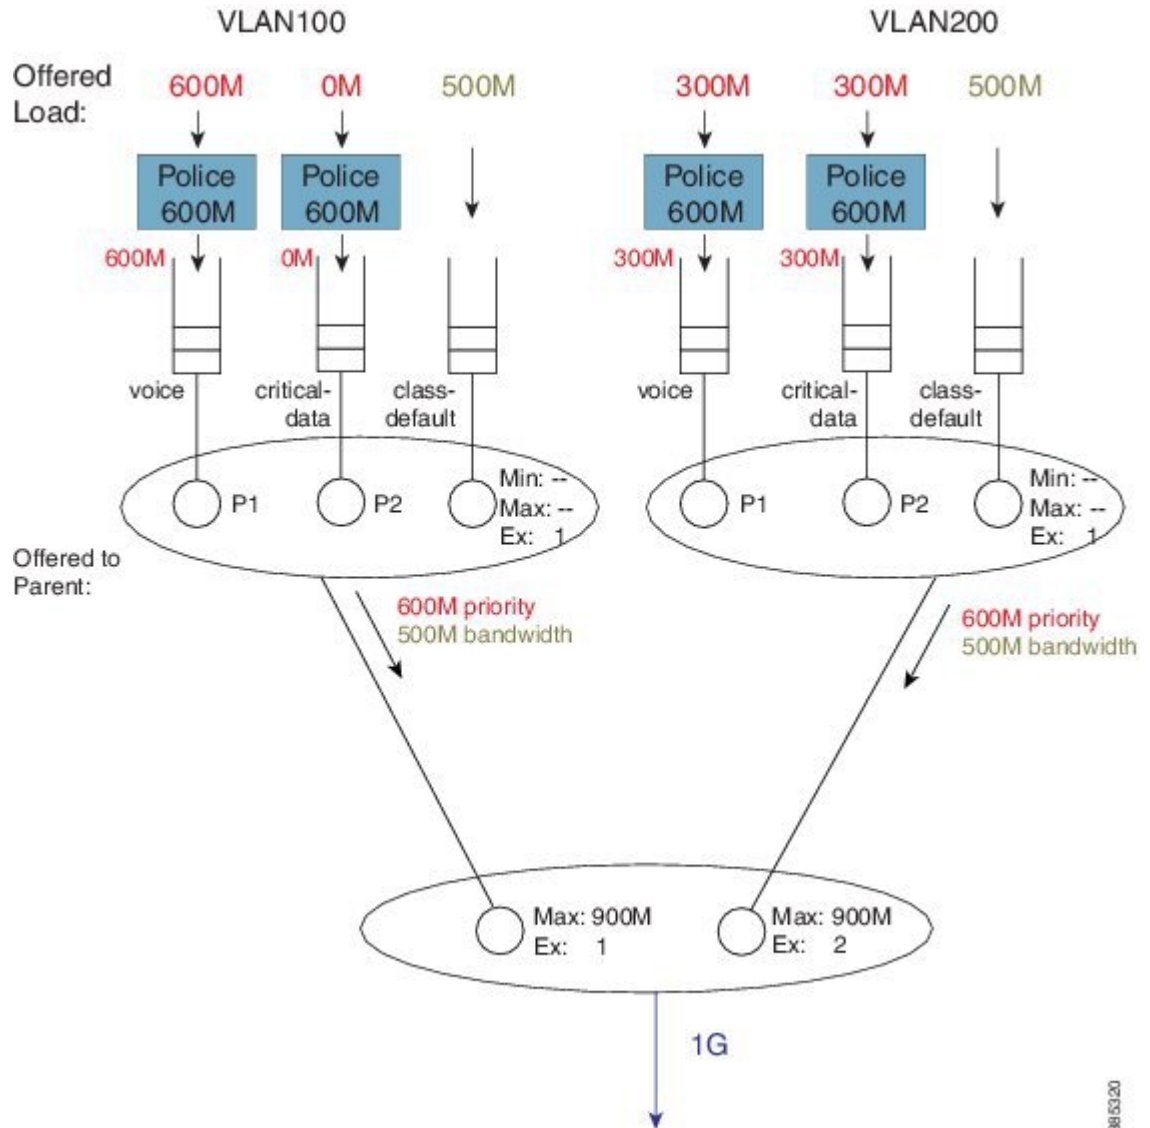 VLAN100
VLAN200
Offered
Load:
600M
0M
500M
300M
300M
500M
Police
600M
Police
600M
Police
600M
Police
600M
600M
0M
300M
300M
voice
critical-
data
class-
default
voice
critical-
data
class-
default
P1
P2
Min: --
Max: --
Ex: 1
P1
P2
Min: --
Max: --
Ex: 1
Offered to
Parent:
600M priority
500M bandwidth
600M priority
500M bandwidth
Max: 900M
Ex: 1
Max: 900M
Ex: 2
1G